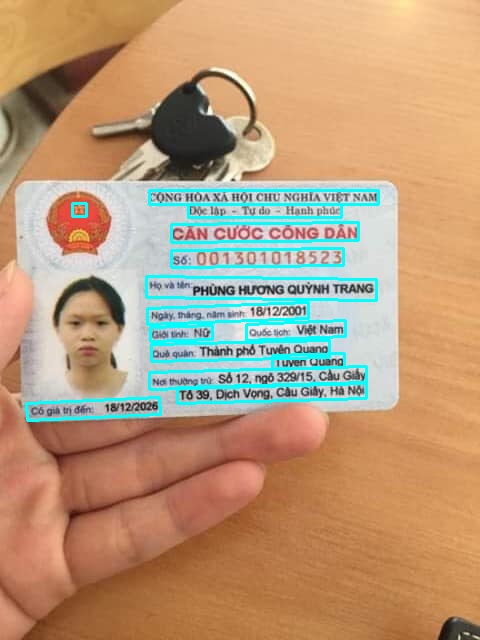 CỘNG HÒA XÃ HỘI CHỦ NGHĨA VIỆT NAM
Độc lập - Tự do - Hạnh phúc
CĂN CƯỚC CÔNG DÂN
Số: 001301018523
Họ và tên: PHÙNG HƯƠNG QUỲNH TRANG
Ngày, tháng, năm sinh: 18/12/2001
Giới tính: Nữ Quốc tịch: Việt Nam
Quê quán: Thành phố Tuyên Quang
Tuyên Quang
Nơi thường trú: Số 12, ngõ 329/15, Cầu Giấy
Tổ 39, Dịch Vọng, Cầu Giấy, Hà Nội
Có giá trị đến: 18/12/2026